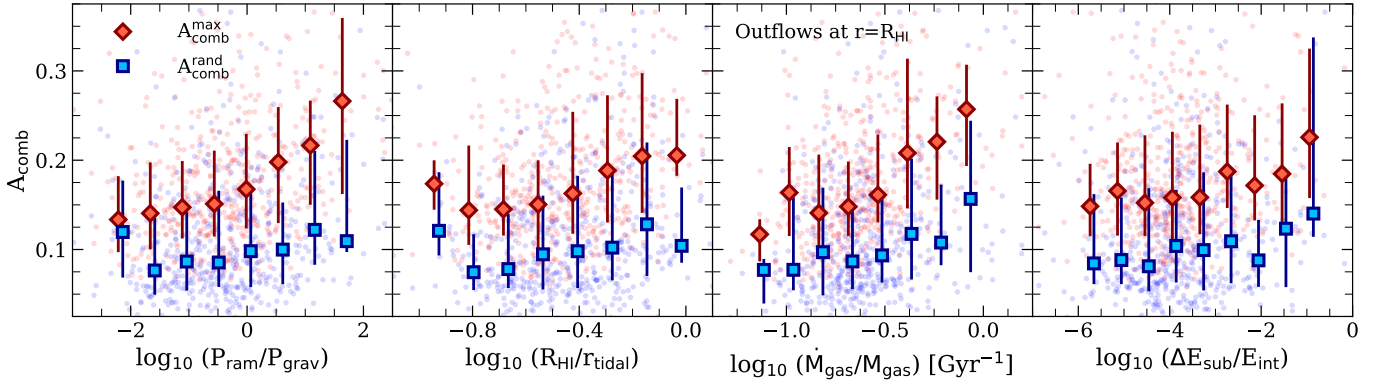 A_comb^max
A_comb^rand
Outflows at r=R_HI
0.3
0.2
0.1
A_comb
−2 0 2
−0.8 −0.4 0.0
−1.0 −0.5 0.0
−6 −4 −2 0
log₁₀ (P_ram/P_grav)
log₁₀ (R_HI/r_tidal)
log₁₀ (Ṁ_gas/M_gas) [Gyr⁻¹]
log₁₀ (ΔE_sub/E_int)